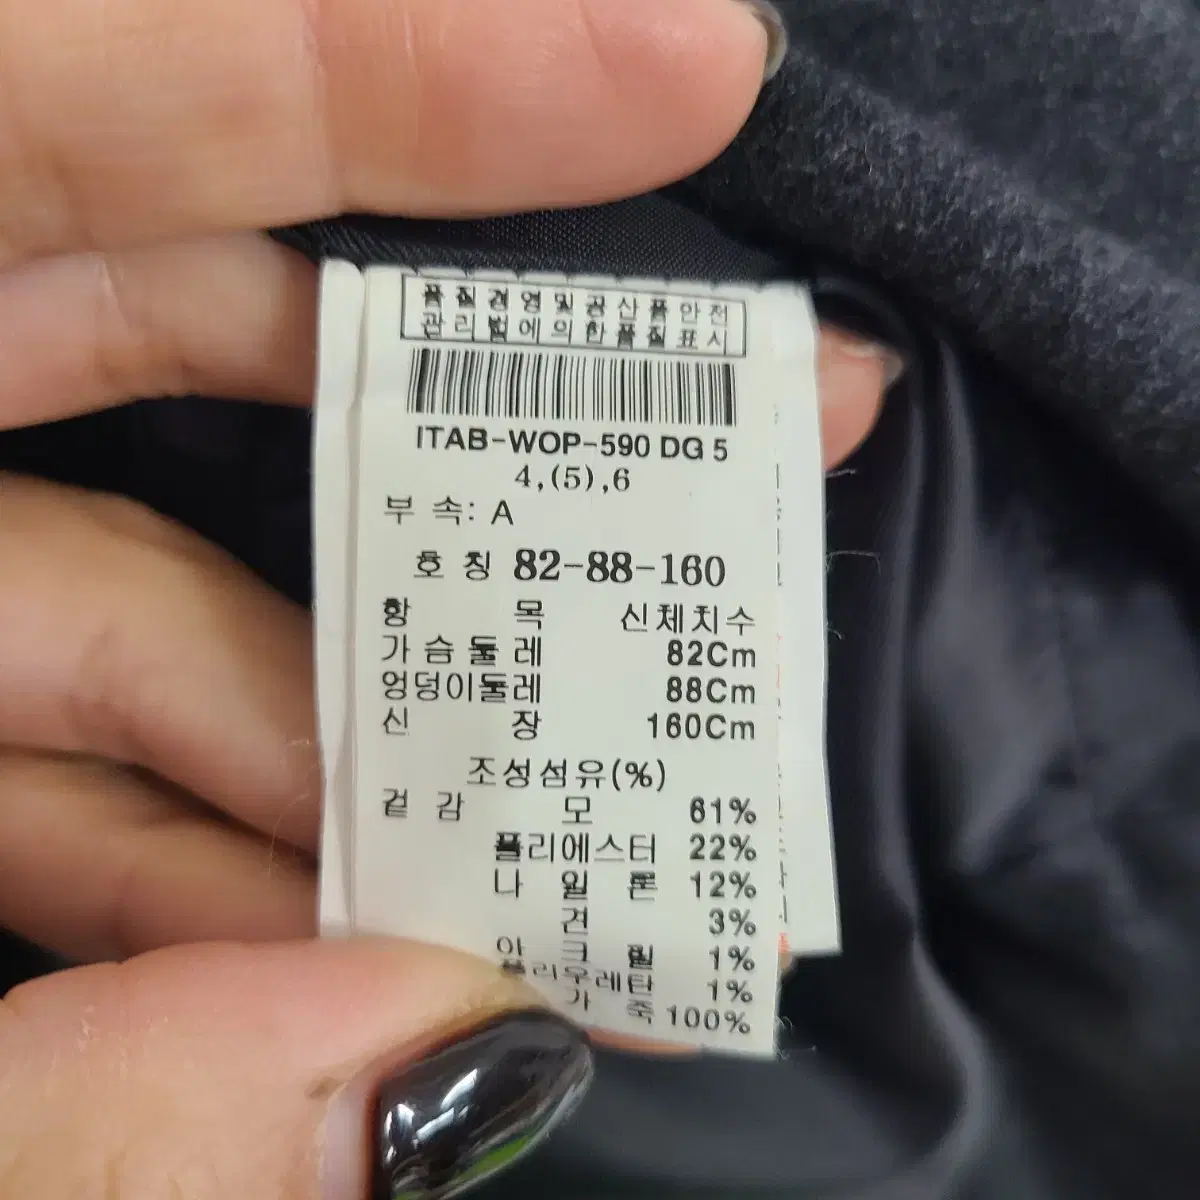 품질경영및공산품안전
관리법에의한품질표시
ITAB-WOP-590 DG 5
4,(5),6
부 속: A
호 칭 82-88-160
항 목 신체치수
가 슴 둘 레 82Cm
엉덩이둘레 88Cm
신 장 160Cm
조성섬유(%)
겉 감 모 61%
폴리에스터 22%
나 일 론 12%
견 3%
아 크 릴 1%
폴리우레탄 1%
가 죽 100%